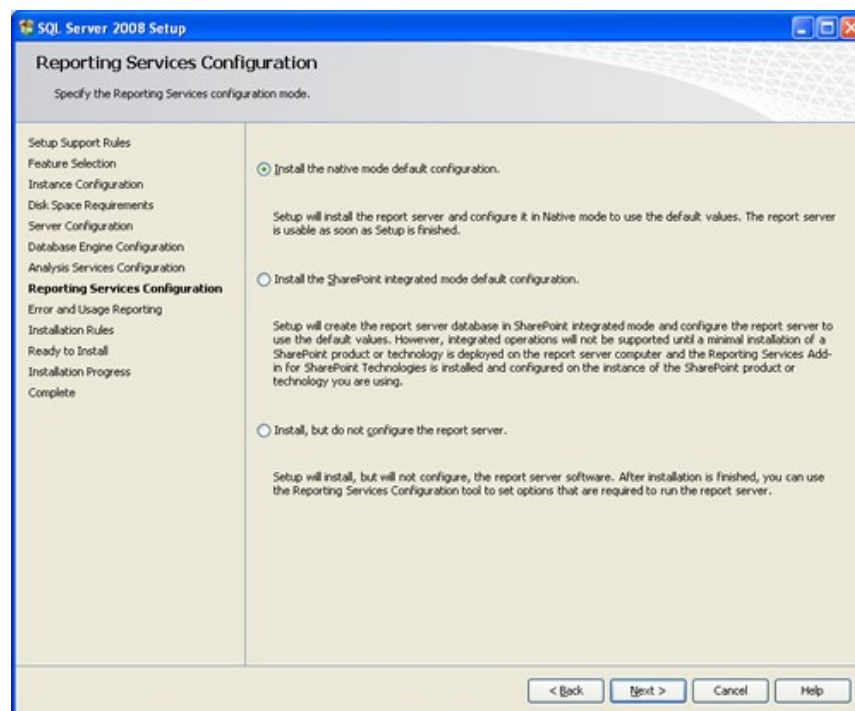 SQL Server 2008 Setup
Reporting Services Configuration
Specify the Reporting Services configuration mode.
Setup Support Rules
Feature Selection
Instance Configuration
Disk Space Requirements
Server Configuration
Database Engine Configuration
Analysis Services Configuration
Reporting Services Configuration
Error and Usage Reporting
Installation Rules
Ready to Install
Installation Progress
Complete
Install the native mode default configuration.
Setup will install the report server and configure it in Native mode to use the default values. The report server
is usable as soon as Setup is finished.
Install the SharePoint integrated mode default configuration.
Setup will create the report server database in SharePoint integrated mode and configure the report server to
use the default values. However, integrated operations will not be supported until a minimal installation of a
SharePoint product or technology is deployed on the report server computer and the Reporting Services Add-
in for SharePoint Technologies is installed and configured on the instance of the SharePoint product or
technology you are using.
Install, but do not configure the report server.
Setup will install, but will not configure, the report server software. After installation is finished, you can use
the Reporting Services Configuration tool to set options that are required to run the report server.
< Back
Next >
Cancel
Help